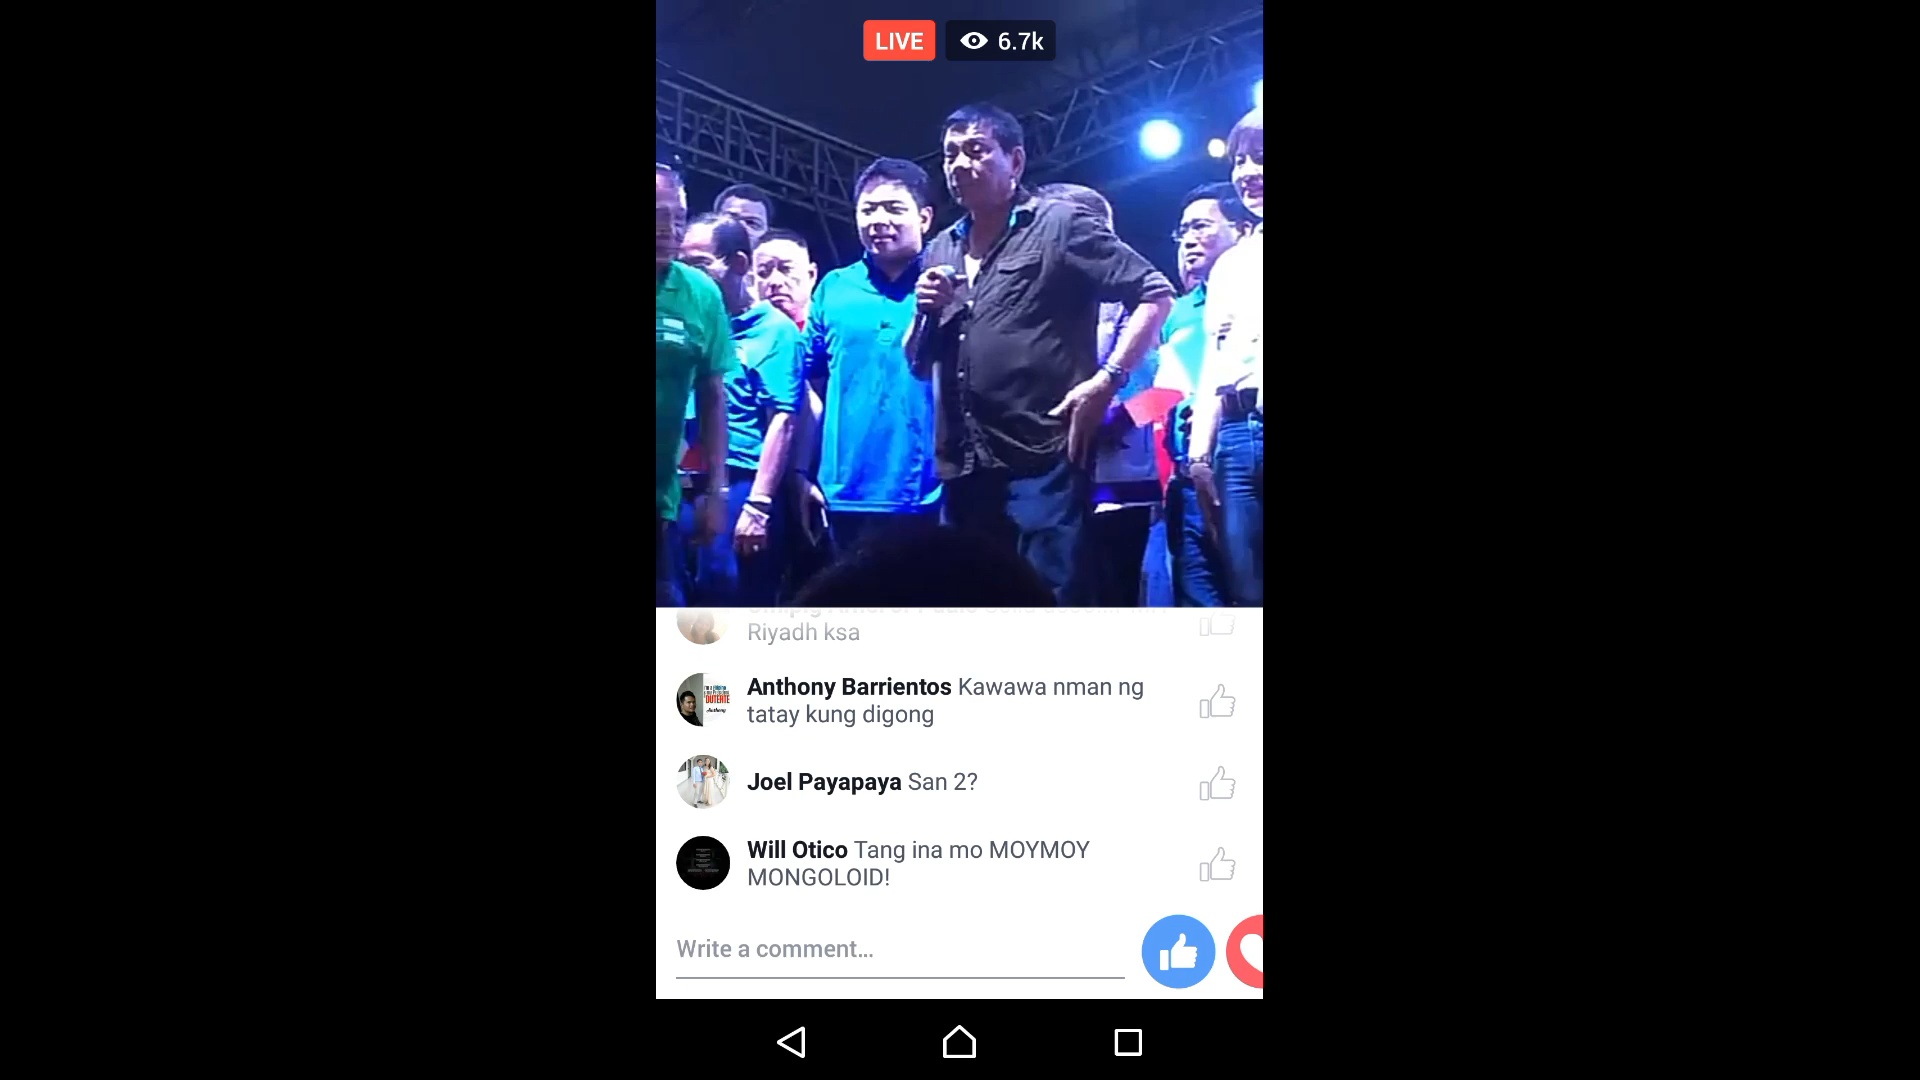 LIVE 6.7k
Riyadh ksa
Anthony Barrientos Kawawa nman ng
tatay kung digong
DUTERTE
Joel Payapaya San 2?
Will Otico Tang ina mo MOYMOY
MONGOLOID!
Write a comment...